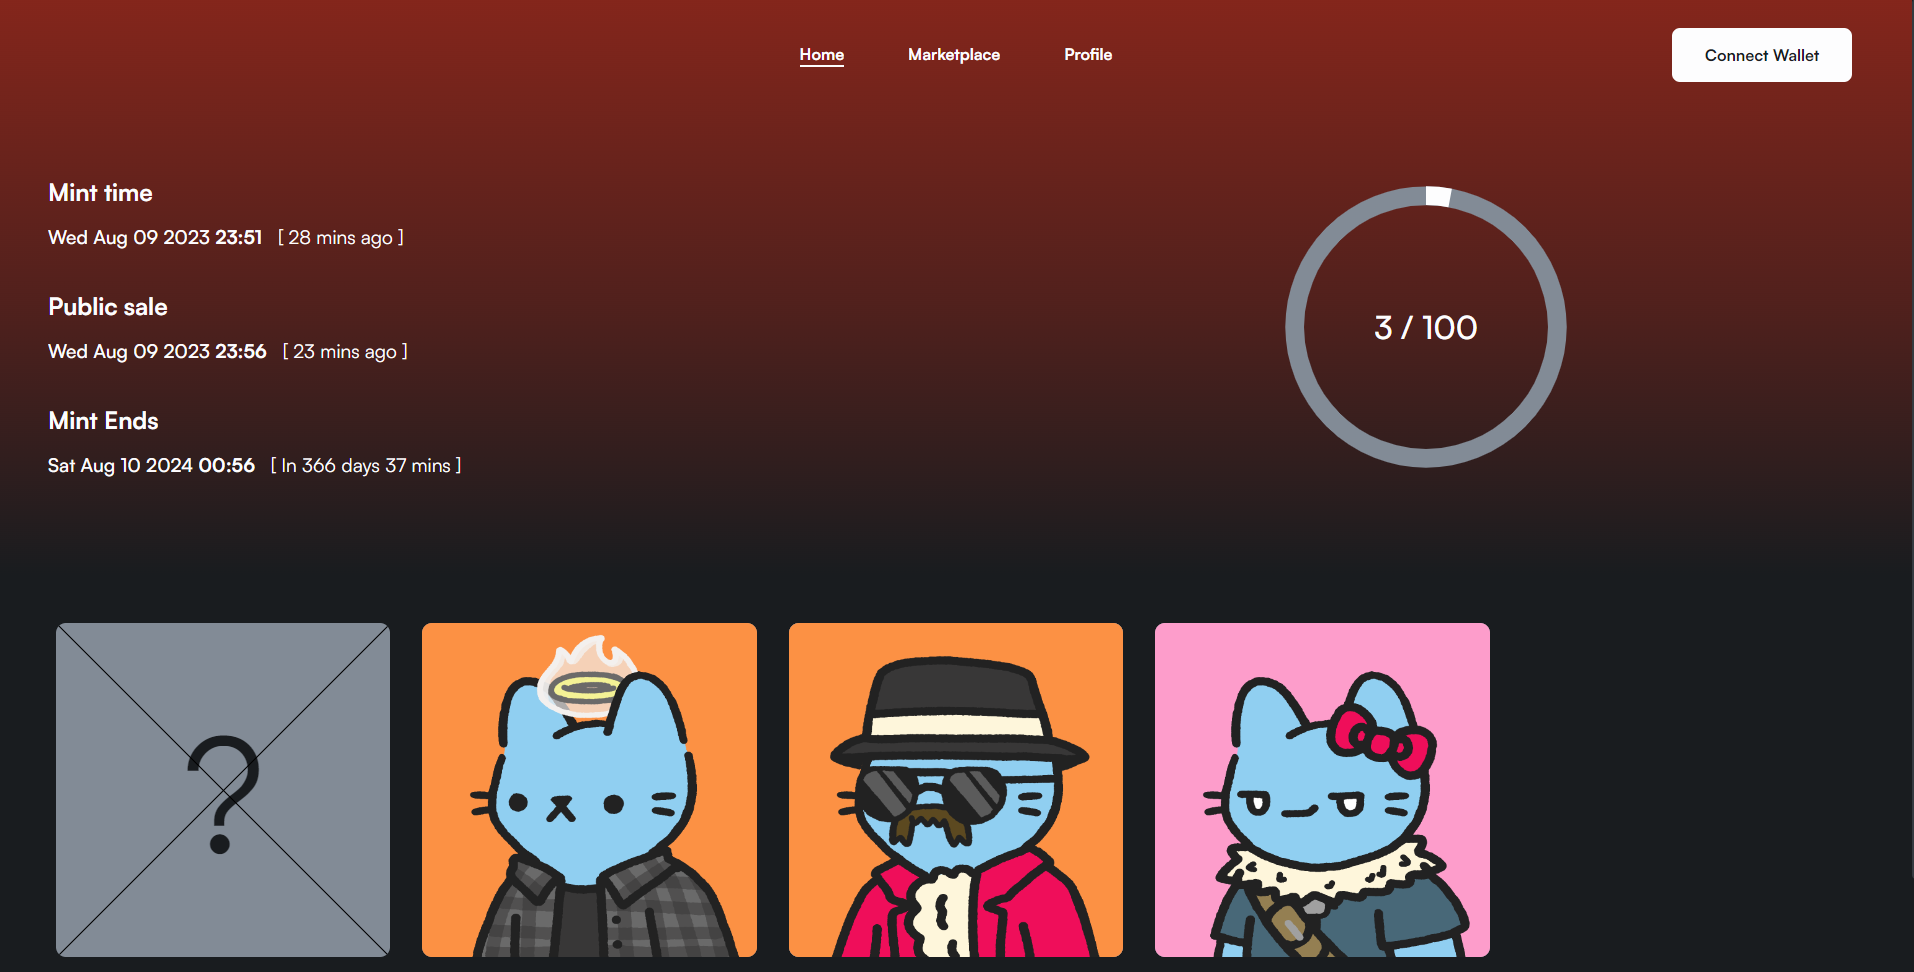 Home Marketplace Profile Connect Wallet
Mint time
Wed Aug 09 2023 23:51 [ 28 mins ago ]
Public sale
Wed Aug 09 2023 23:56 [ 23 mins ago ]
Mint Ends
Sat Aug 10 2024 00:56 [ In 366 days 37 mins ]
3 / 100
?